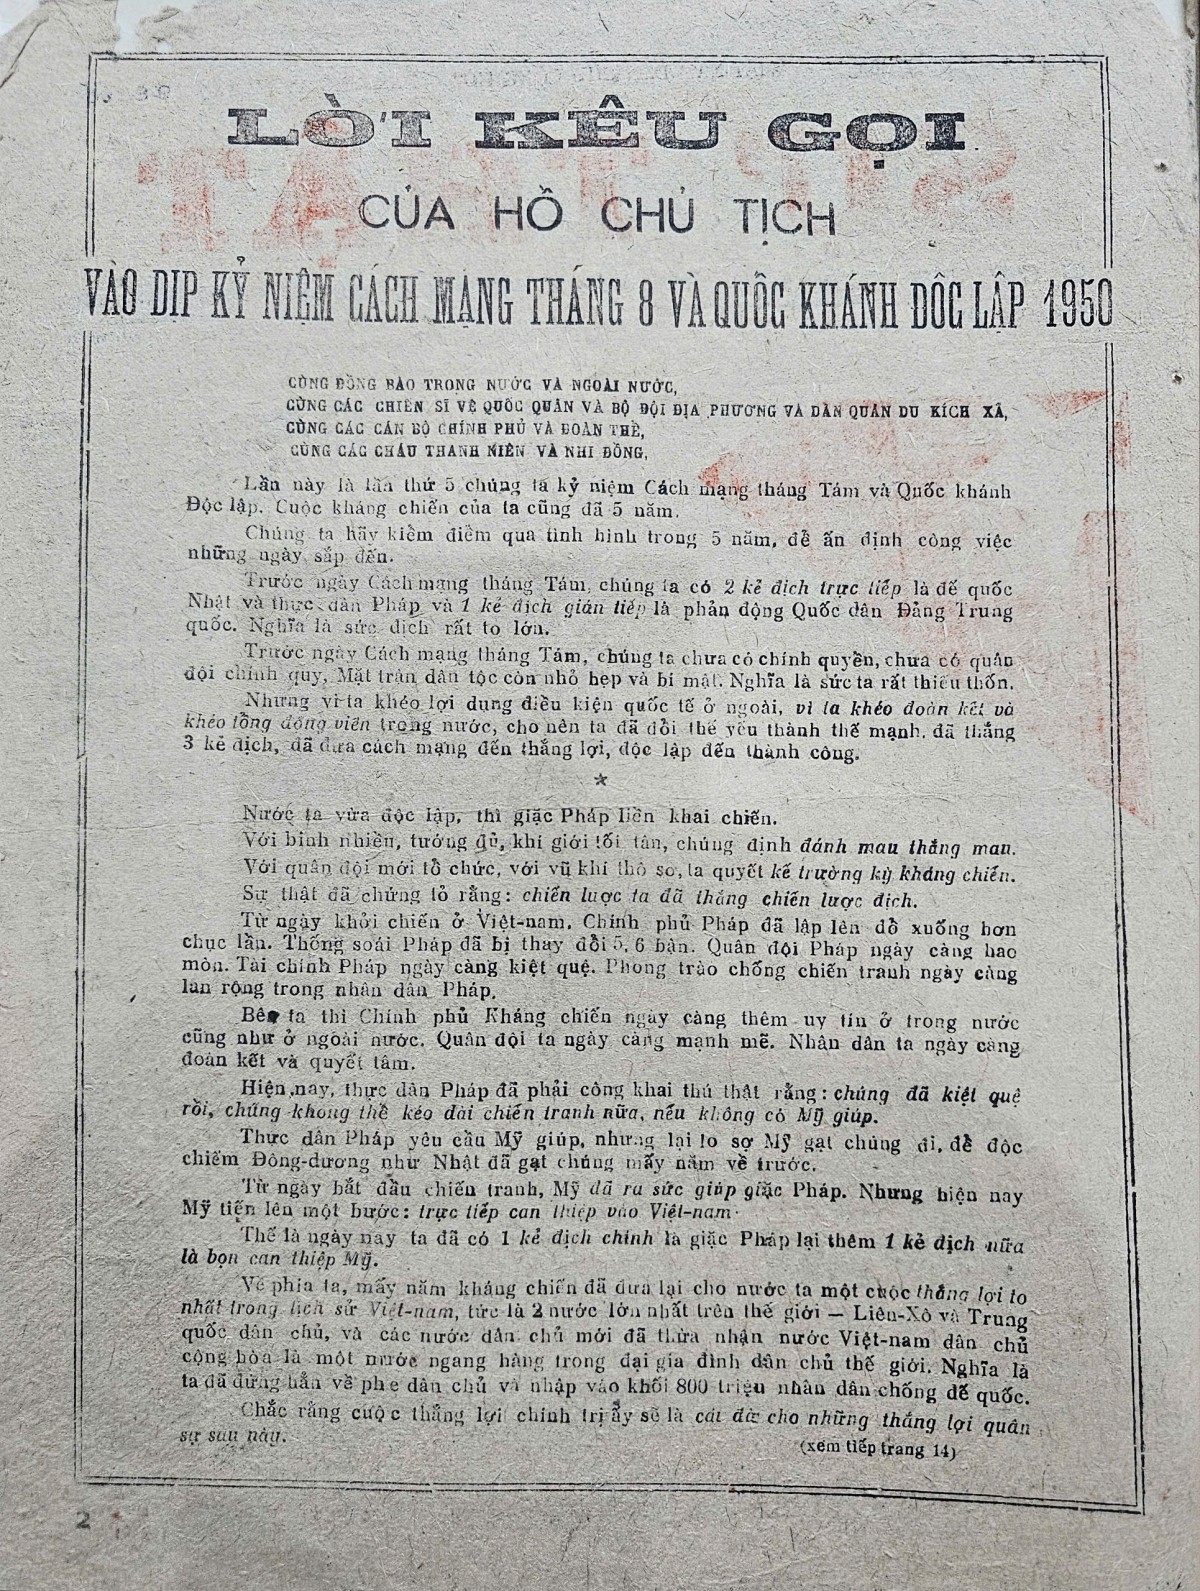 LỜI KÊU GỌI
CỦA HỒ CHỦ TỊCH
VÀO DỊP KỶ NIỆM CÁCH MẠNG THÁNG 8 VÀ QUỐC KHÁNH ĐỘC LẬP 1950
CÙNG ĐỒNG BÀO TRONG NƯỚC VÀ NGOÀI NƯỚC,
CÙNG CÁC CHIẾN SĨ VỆ QUỐC QUÂN VÀ BỘ ĐỘI ĐỊA PHƯƠNG VÀ DÂN QUÂN DU KÍCH XÃ,
CÙNG CÁC CÁN BỘ CHÍNH PHỦ VÀ ĐOÀN THỂ,
CÙNG CÁC CHÁU THANH NIÊN VÀ NHI ĐỒNG,
Lần này là lần thứ 5 chúng ta kỷ niệm Cách mạng tháng Tám và Quốc khánh
Độc lập. Cuộc kháng chiến của ta cũng đã 5 năm.
Chúng ta hãy kiểm điểm qua tình hình trong 5 năm, để ấn định công việc
những ngày sắp đến.
Trước ngày Cách mạng tháng Tám, chúng ta có 2 kẻ địch trực tiếp là đế quốc
Nhật và thực dân Pháp và 1 kẻ địch gián tiếp là phản động Quốc dân Đảng Trung
quốc. Nghĩa là sức địch rất to lớn.
Trước ngày Cách mạng tháng Tám, chúng ta chưa có chính quyền, chưa có quân
đội chính quy, Mặt trận dân tộc còn nhỏ hẹp và bí mật. Nghĩa là sức ta rất thiếu thốn.
Nhưng vì ta khéo lợi dụng điều kiện quốc tế ở ngoài, vì ta khéo đoàn kết và
khéo tổng động viên trong nước, cho nên ta đã đổi thế yếu thành thế mạnh, đã thắng
3 kẻ địch, đã đưa cách mạng đến thắng lợi, độc lập đến thành công.
*
Nước ta vừa độc lập, thì giặc Pháp liền khai chiến.
Với binh nhiều, tướng đủ, khí giới tối tân, chúng định đánh mau thắng mau.
Với quân đội mới tổ chức, với vũ khí thô sơ, ta quyết kế trường kỳ kháng chiến.
Sự thật đã chứng tỏ rằng: chiến lược ta đã thắng chiến lược địch.
Từ ngày khởi chiến ở Việt-nam, Chính phủ Pháp đã lập lên đổ xuống hơn
chục lần. Thống soái Pháp đã bị thay đổi 5, 6 bận. Quân đội Pháp ngày càng hao
mòn. Tài chính Pháp ngày càng kiệt quệ. Phong trào chống chiến tranh ngày càng
lan rộng trong nhân dân Pháp.
Bên ta thì Chính phủ Kháng chiến ngày càng thêm uy tín ở trong nước
cũng như ở ngoài nước. Quân đội ta ngày càng mạnh mẽ. Nhân dân ta ngày càng
đoàn kết và quyết tâm.
Hiện nay, thực dân Pháp đã phải công khai thú thật rằng: chúng đã kiệt quệ
rồi, chúng không thể kéo dài chiến tranh nữa, nếu không có Mỹ giúp.
Thực dân Pháp yêu cầu Mỹ giúp, nhưng lại lo sợ Mỹ gạt chúng đi, để độc
chiếm Đông-dương như Nhật đã gạt chúng mấy năm về trước.
Từ ngày bắt đầu chiến tranh, Mỹ đã ra sức giúp giặc Pháp. Nhưng hiện nay
Mỹ tiến lên một bước: trực tiếp can thiệp vào Việt-nam.
Thế là ngày nay ta đã có 1 kẻ địch chính là giặc Pháp lại thêm 1 kẻ địch nữa
là bọn can thiệp Mỹ.
Về phía ta, mấy năm kháng chiến đã đưa lại cho nước ta một cuộc thắng lợi to
nhất trong lịch sử Việt-nam, tức là 2 nước lớn nhất trên thế giới — Liên-Xô và Trung
quốc dân chủ, và các nước dân chủ mới đã thừa nhận nước Việt-nam dân chủ
cộng hòa là một nước ngang hàng trong đại gia đình dân chủ thế giới. Nghĩa là
ta đã đứng hẳn về phe dân chủ và nhập vào khối 800 triệu nhân dân chống đế quốc.
Chắc rằng cuộc thắng lợi chính trị ấy sẽ là cái đà cho những thắng lợi quân
sự sau này.
(xem tiếp trang 14)
2